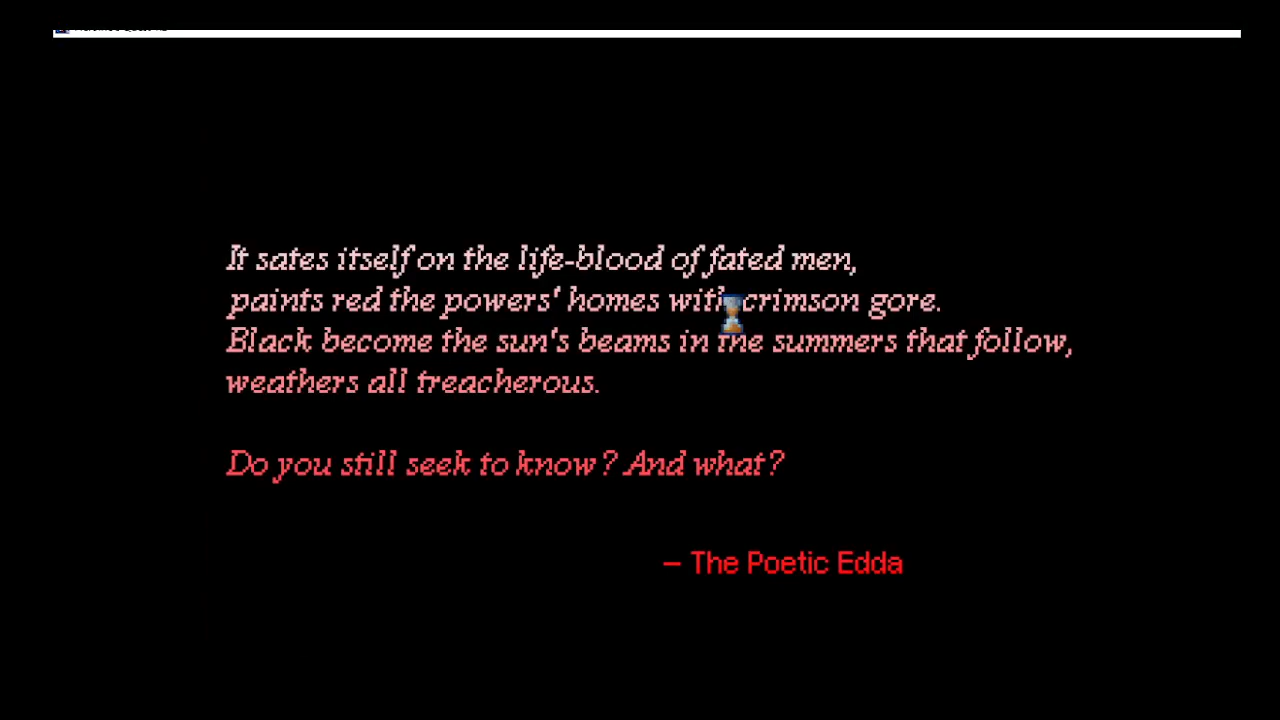 It sates itself on the life-blood of fated men,
paints red the powers' homes with crimson gore.
Black become the sun's beams in the summers that follow,
weathers all treacherous.
Do you still seek to know? And what?
– The Poetic Edda